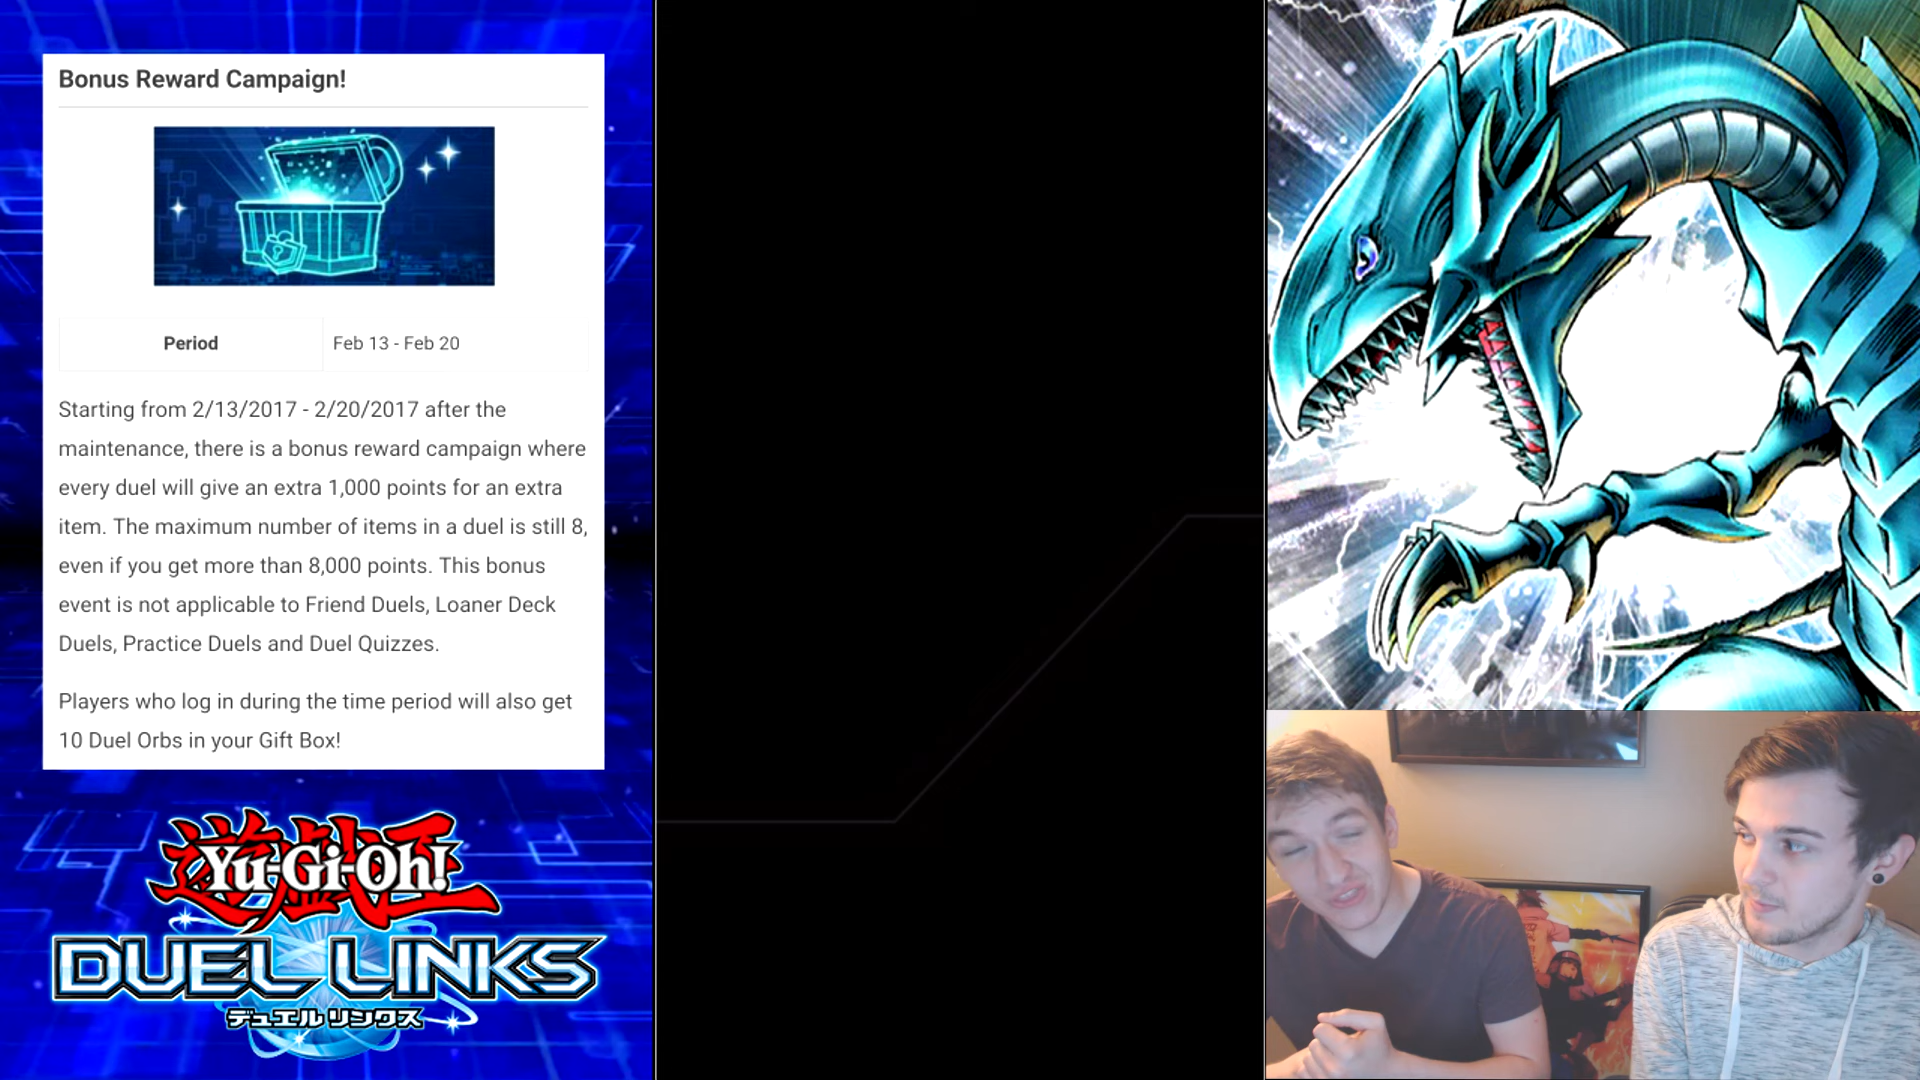 Bonus Reward Campaign!
Period
Feb 13 - Feb 20
Starting from 2/13/2017 - 2/20/2017 after the
maintenance, there is a bonus reward campaign where
every duel will give an extra 1,000 points for an extra
item. The maximum number of items in a duel is still 8,
even if you get more than 8,000 points. This bonus
event is not applicable to Friend Duels, Loaner Deck
Duels, Practice Duels and Duel Quizzes.
Players who log in during the time period will also get
10 Duel Orbs in your Gift Box!
遊戯王
Yu-Gi-Oh!
DUEL LINKS
デュエル リンクス